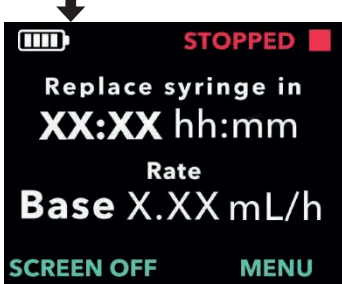 STOPPED
Replace syringe in
XX:XX hh:mm
Rate
Base X.XX mL/h
SCREEN OFF MENU